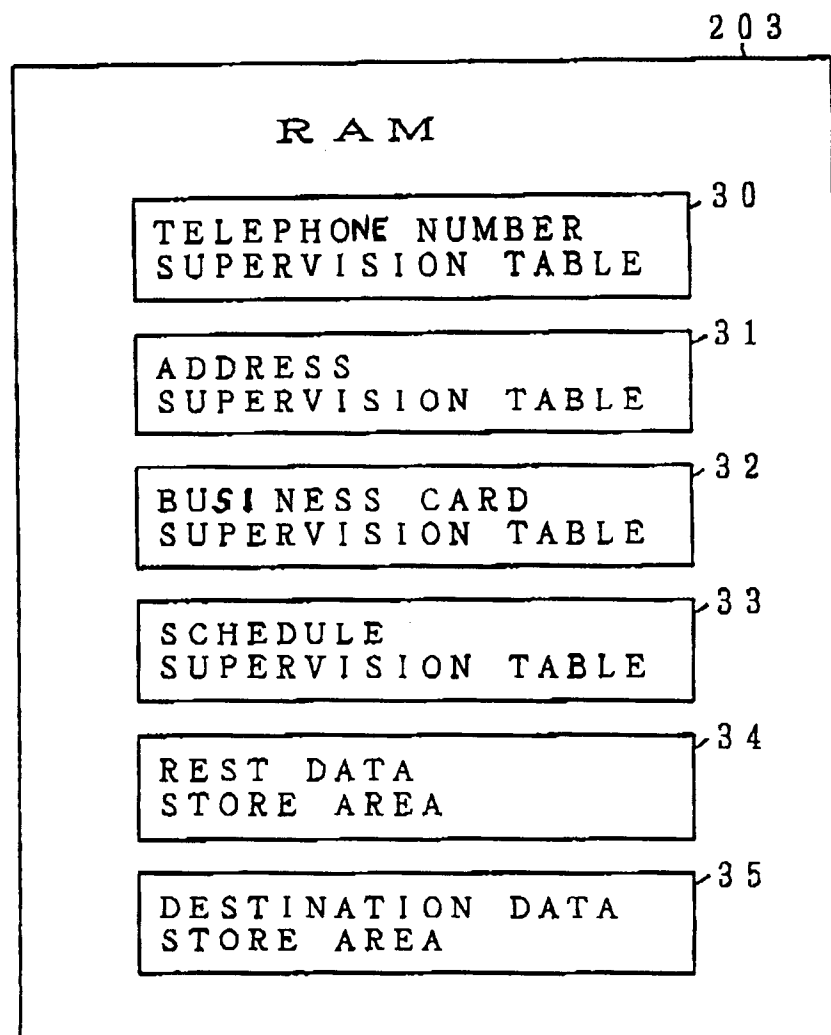 203
RAM
30
TELEPHONE NUMBER
SUPERVISION TABLE
31
ADDRESS
SUPERVISION TABLE
32
BUSINESS CARD
SUPERVISION TABLE
33
SCHEDULE
SUPERVISION TABLE
34
REST DATA
STORE AREA
35
DESTINATION DATA
STORE AREA